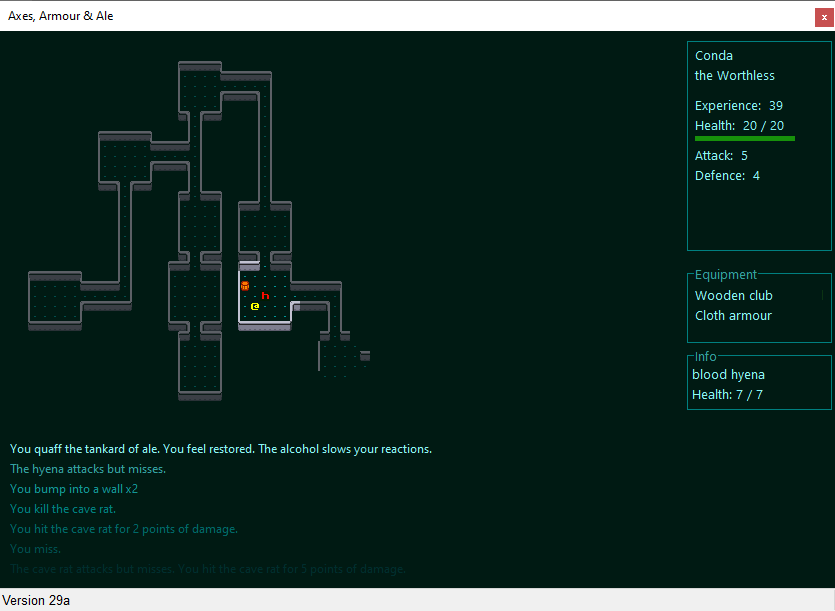 Axes, Armour & Ale
x
Conda
the Worthless
Experience: 39
Health: 20 / 20
Attack: 5
Defence: 4
Equipment
Wooden club
Cloth armour
Info
blood hyena
Health: 7 / 7
h
You quaff the tankard of ale. You feel restored. The alcohol slows your reactions.
The hyena attacks but misses.
You bump into a wall x2
You kill the cave rat.
You hit the cave rat for 2 points of damage.
You miss.
The cave rat attacks but misses. You hit the cave rat for 5 points of damage.
Version 29a